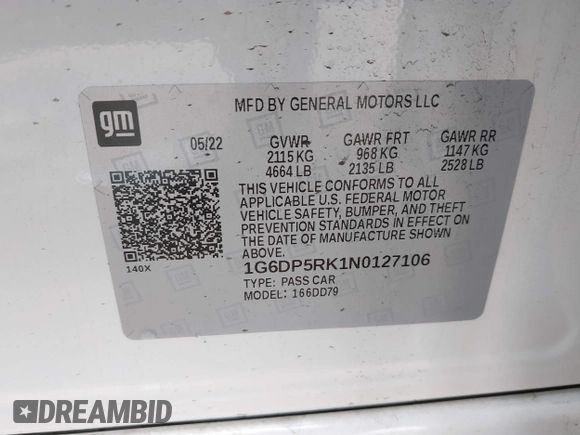 gm
MFD BY GENERAL MOTORS LLC
05/22 GVWR GAWR FRT GAWR RR
2115 KG 968 KG 1147 KG
4664 LB 2135 LB 2528 LB
THIS VEHICLE CONFORMS TO ALL
APPLICABLE U.S. FEDERAL MOTOR
VEHICLE SAFETY, BUMPER, AND THEFT
PREVENTION STANDARDS IN EFFECT ON
THE DATE OF MANUFACTURE SHOWN
ABOVE.
140X
1G6DP5RK1N0127106
TYPE: PASS CAR
MODEL: 166DD79
DREAMBID